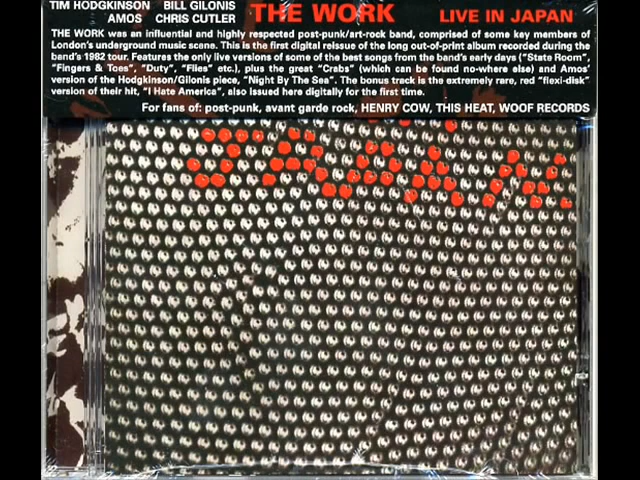 TIM HODGKINSON BILL GILONIS
AMOS CHRIS CUTLER
THE WORK
LIVE IN JAPAN
THE WORK was an influential and highly respected post-punk/art-rock band, comprised of some key members of
London's underground music scene. This is the first digital reissue of the long out-of-print album recorded during the
band's 1982 tour. Features the only live versions of some of the best songs from the band's early days ("State Room",
"Fingers & Toes", "Duty", "Flies" etc.), plus the great "Crabs" (which can be found no-where else) and Amos'
version of the Hodgkinson/Gilonis piece, "Night By The Sea". The bonus track is the extremely rare, red "flexi-disk"
version of their hit, "I Hate America", also issued here digitally for the first time.
For fans of: post-punk, avant garde rock, HENRY COW, THIS HEAT, WOOF RECORDS